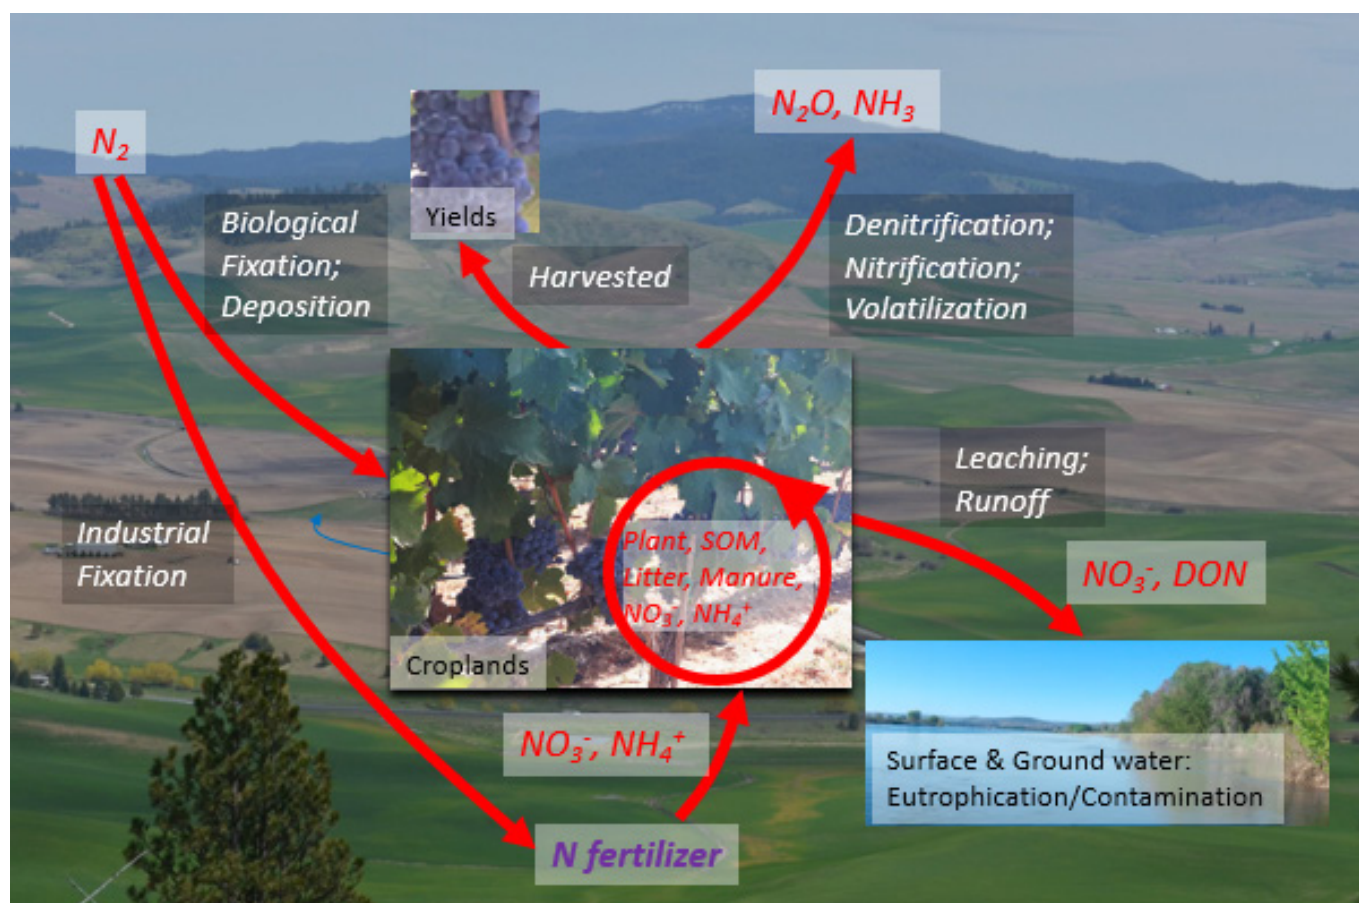 N₂
Biological
Fixation;
Deposition
Yields
Harvested
N₂O, NH₃
Denitrification;
Nitrification;
Volatilization
Industrial
Fixation
Plant, SOM,
Litter, Manure,
NO₃⁻, NH₄⁺
Croplands
Leaching;
Runoff
NO₃⁻, DON
NO₃⁻, NH₄⁺
N fertilizer
Surface & Ground water:
Eutrophication/Contamination